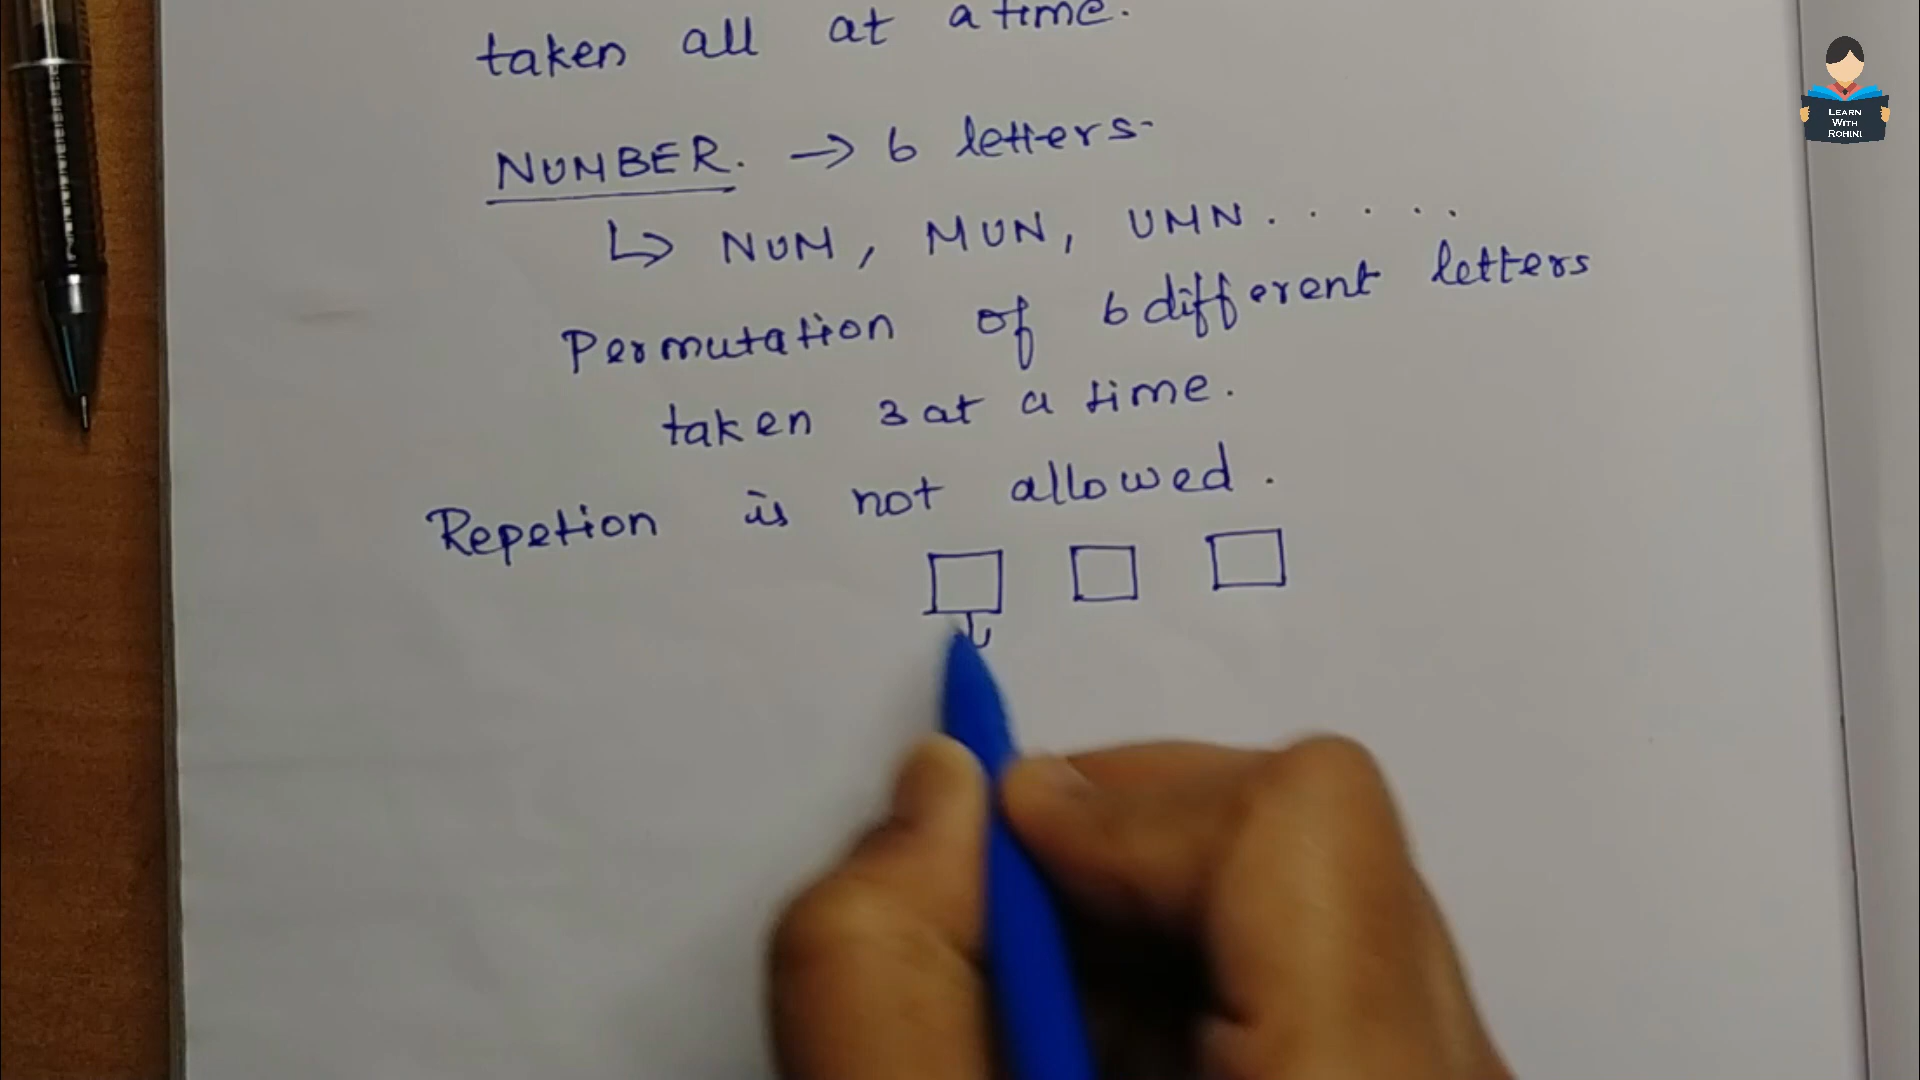 taken all at a time.
NUMBER. → 6 letters.
↳ NUM, MUN, UMN . . . . .
Permutation of 6 different letters
taken 3 at a time.
Repetion is not allowed.
LEARN
WITH
ROHINI